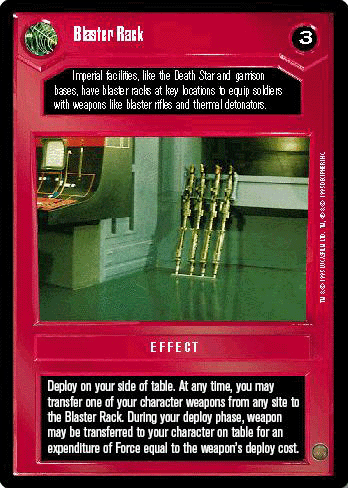 Blaster Rack
3
Imperial facilities, like the Death Star and garrison
bases, have blaster racks at key locations to equip soldiers
with weapons like blaster rifles and thermal detonators.
EFFECT
Deploy on your side of table. At any time, you may
transfer one of your character weapons from any site to
the Blaster Rack. During your deploy phase, weapon
may be transferred to your character on table for an
expenditure of Force equal to the weapon's deploy cost.